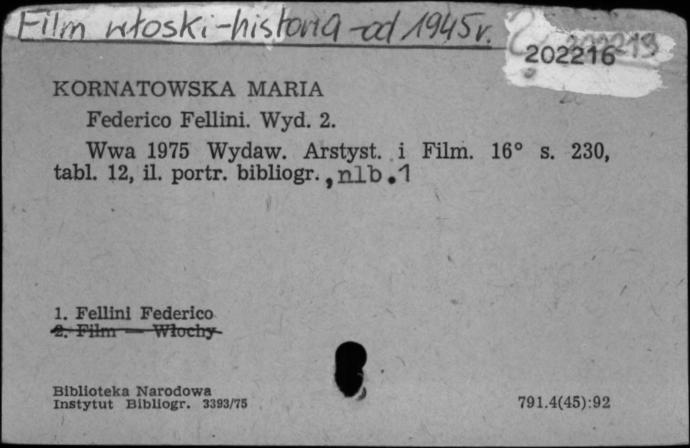 Film włoski-historia-od 1945r.
202216
KORNATOWSKA MARIA
Federico Fellini. Wyd. 2.
Wwa 1975 Wydaw. Arstyst. i Film. 16° s. 230,
tabl. 12, il. portr. bibliogr., nlb.1
1. Fellini Federico
2. Film — Włochy
Biblioteka Narodowa
Instytut Bibliogr. 3393/75
791.4(45):92